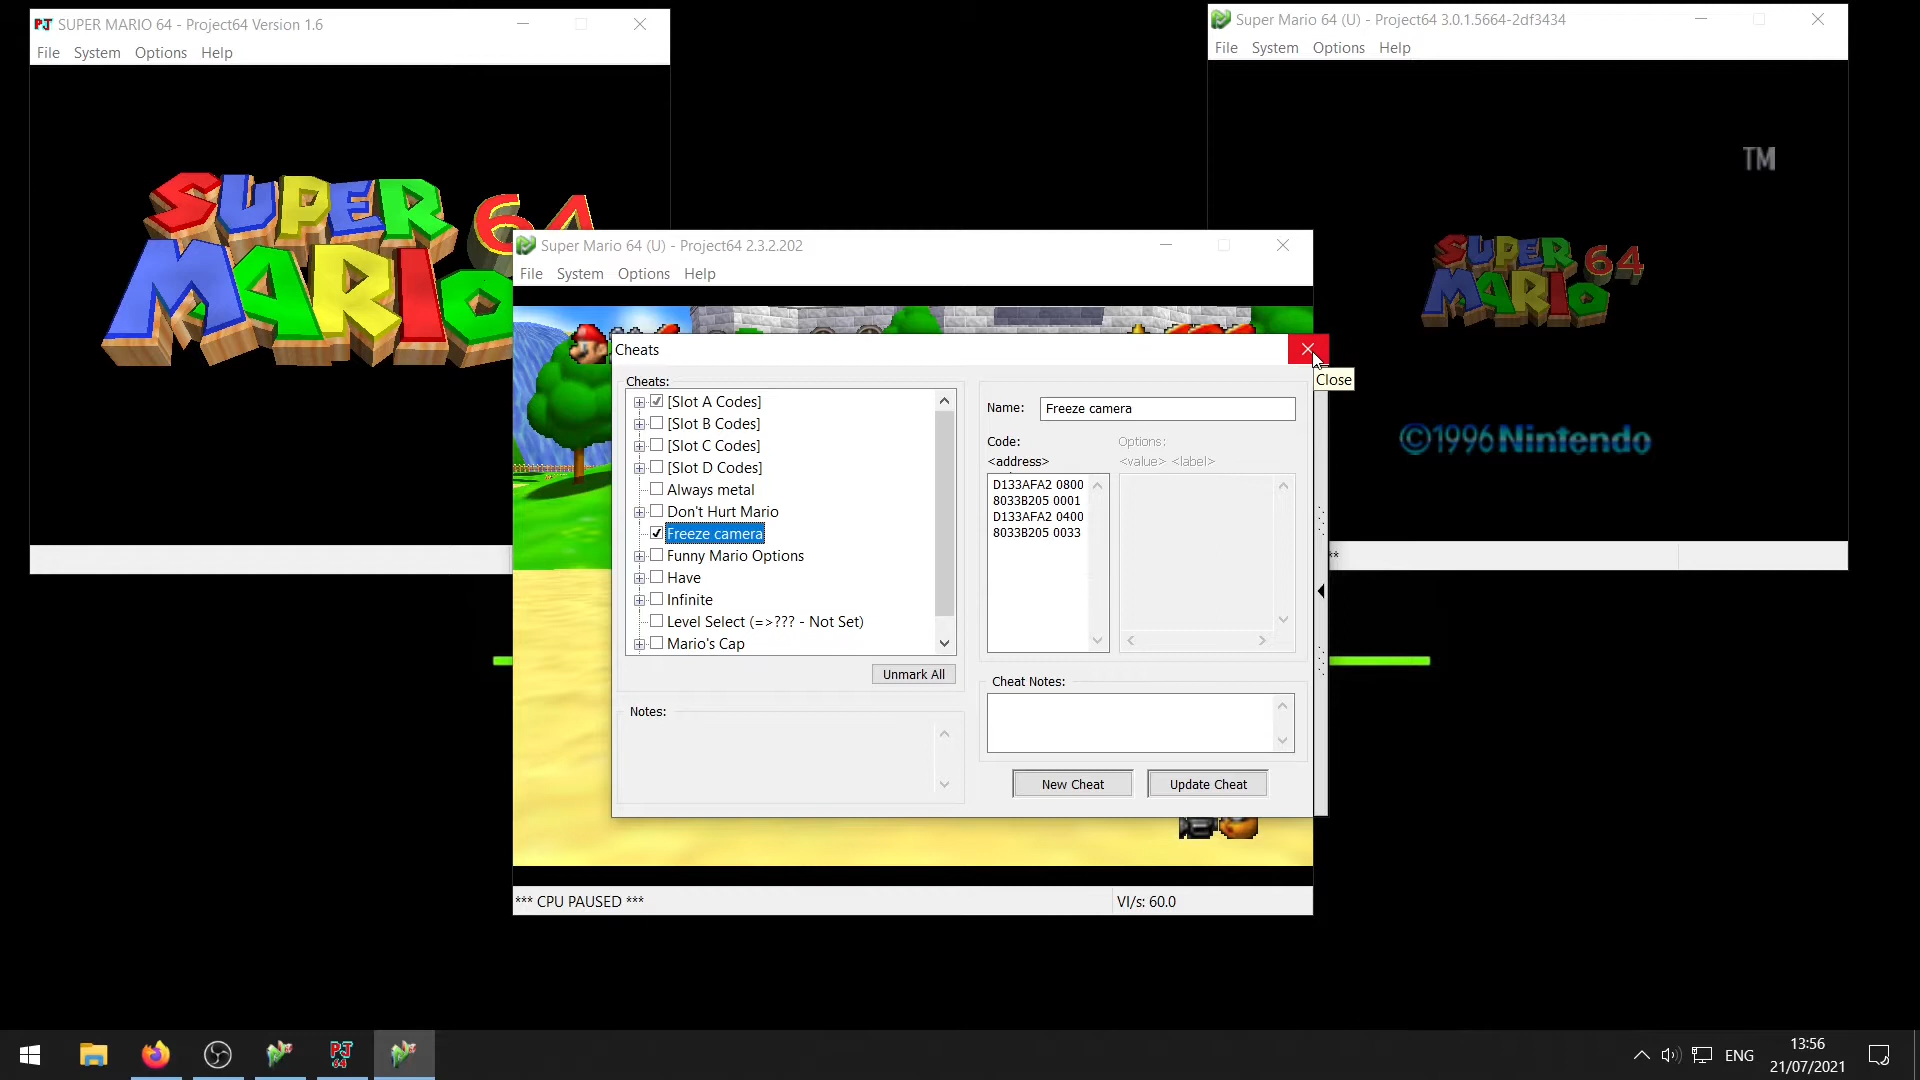 SUPER MARIO 64 - Project64 Version 1.6
File System Options Help
SUPER 64
MARIO
Super Mario 64 (U) - Project64 3.0.1.5664-2df3434
File System Options Help
TM
SUPER 64
MARIO
©1996 Nintendo
**
Super Mario 64 (U) - Project64 2.3.2.202
File System Options Help
Cheats
Close
Cheats:
[Slot A Codes]
[Slot B Codes]
[Slot C Codes]
[Slot D Codes]
Always metal
Don't Hurt Mario
Freeze camera
Funny Mario Options
Have
Infinite
Level Select (=>??? - Not Set)
Mario's Cap
Unmark All
Notes:
Name: Freeze camera
Code: Options:
<address> <value> <label>
D133AFA2 0800
8033B205 0001
D133AFA2 0400
8033B205 0033
Cheat Notes:
New Cheat Update Cheat
*** CPU PAUSED *** VI/s: 60.0
PJ
64
ENG
13:56
21/07/2021